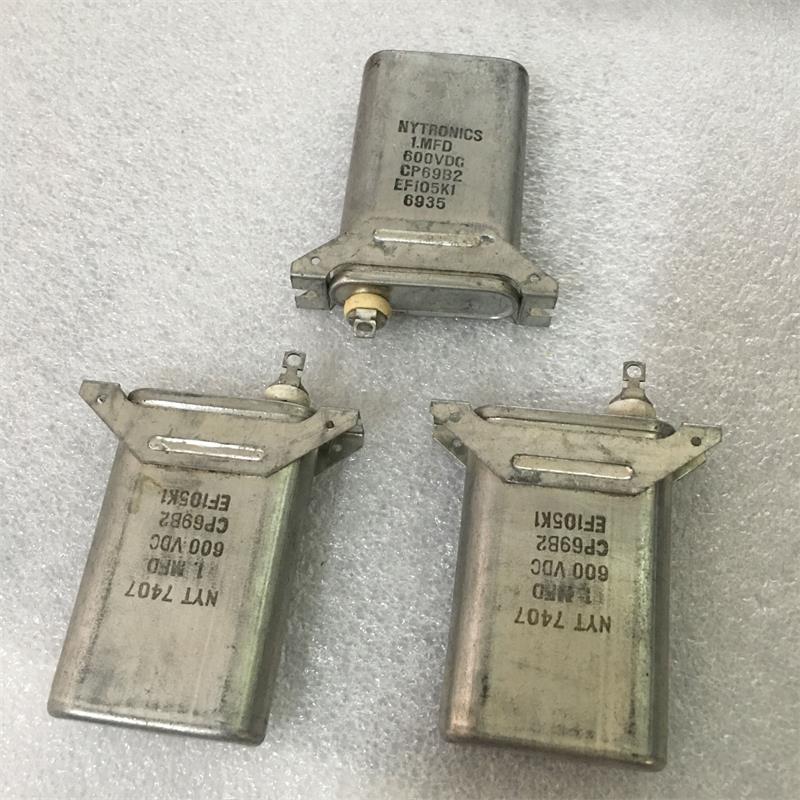 NYTRONICS
1.MFD
600VDC
CP69B2
EF105K1
6935
NYT 7407
1. MFD
600 VDC
CP69B2
EF105K1
NYT 7407
1. MFD
600 VDC
CP69B2
EF105K1